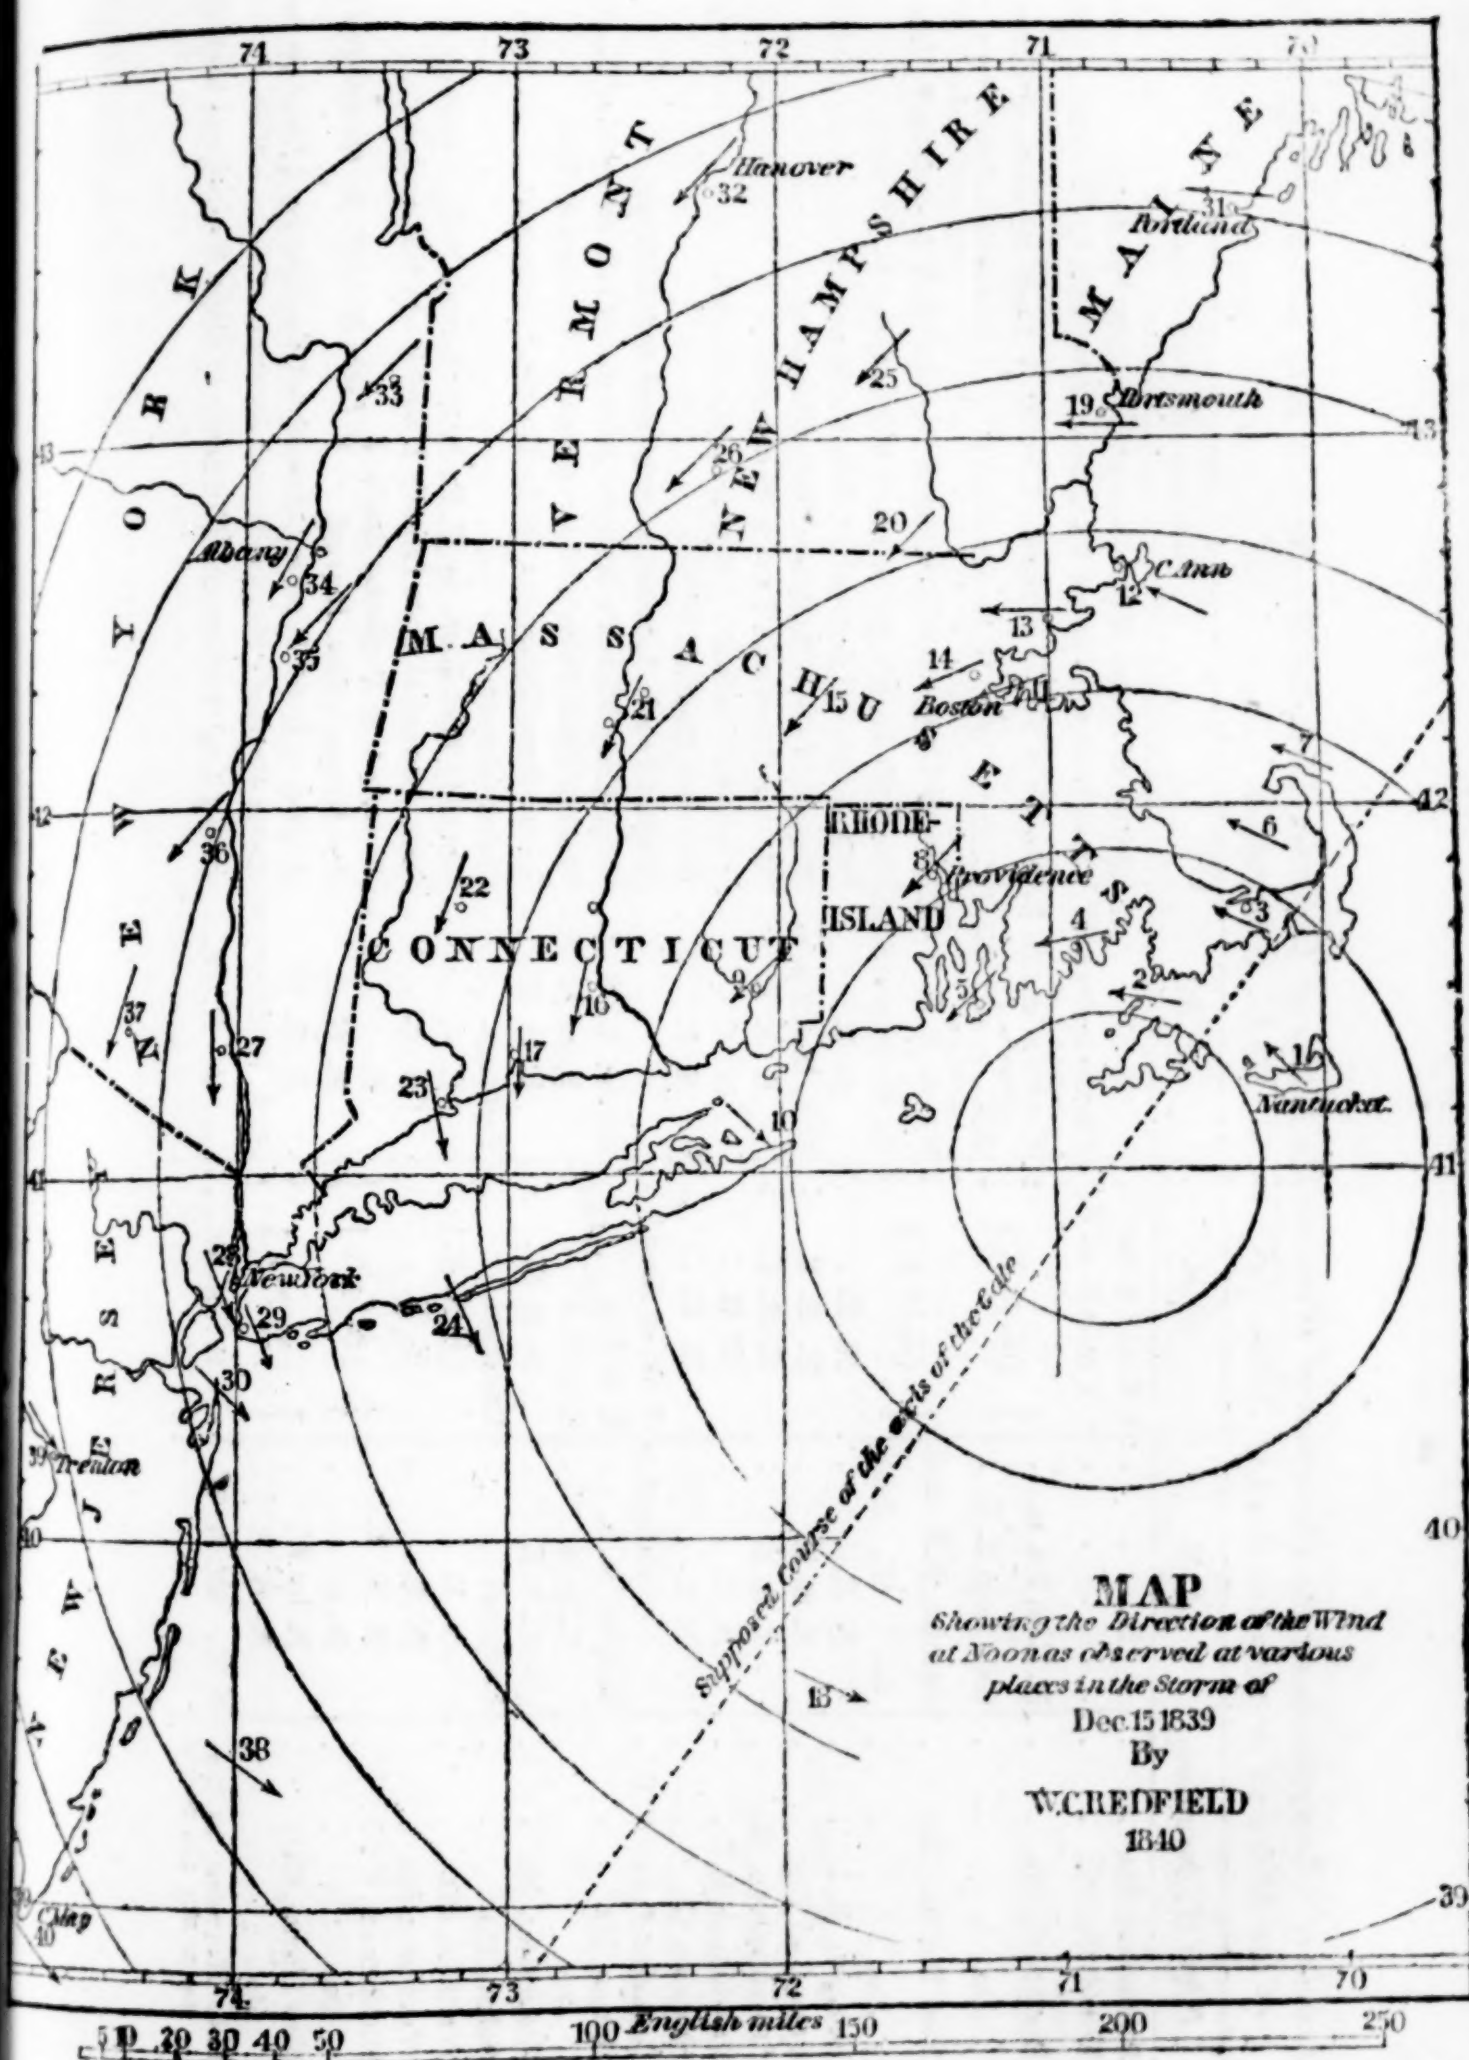 74 73 72 71 70
NEW YORK
VERMONT
NEW HAMPSHIRE
MAINE
Hanover
32
31
Portland
33
25
19 Portsmouth
43
26
20
Albany
34
35
C.Ann
12
13
14
11
Boston
MASSACHUSETTS
15
21
7
42 42
6
36
RHODE-
ISLAND
8
Providence
22
3
4
CONNECTICUT
9
5
2
16
37
27
17
1
Nantucket
23
10
41 41
28
New York
29
24
30
NEW JERSEY
39
Trenton
40 40
Supposed Course of the axis of the Gale
18
38
MAP
Showing the Direction of the Wind
at Noon as observed at various
places in the Storm of
Dec.15 1839
By
W.C.REDFIELD
1840
39
C May
40
74 73 72 71 70
English miles
5 10 20 30 40 50 100 150 200 250